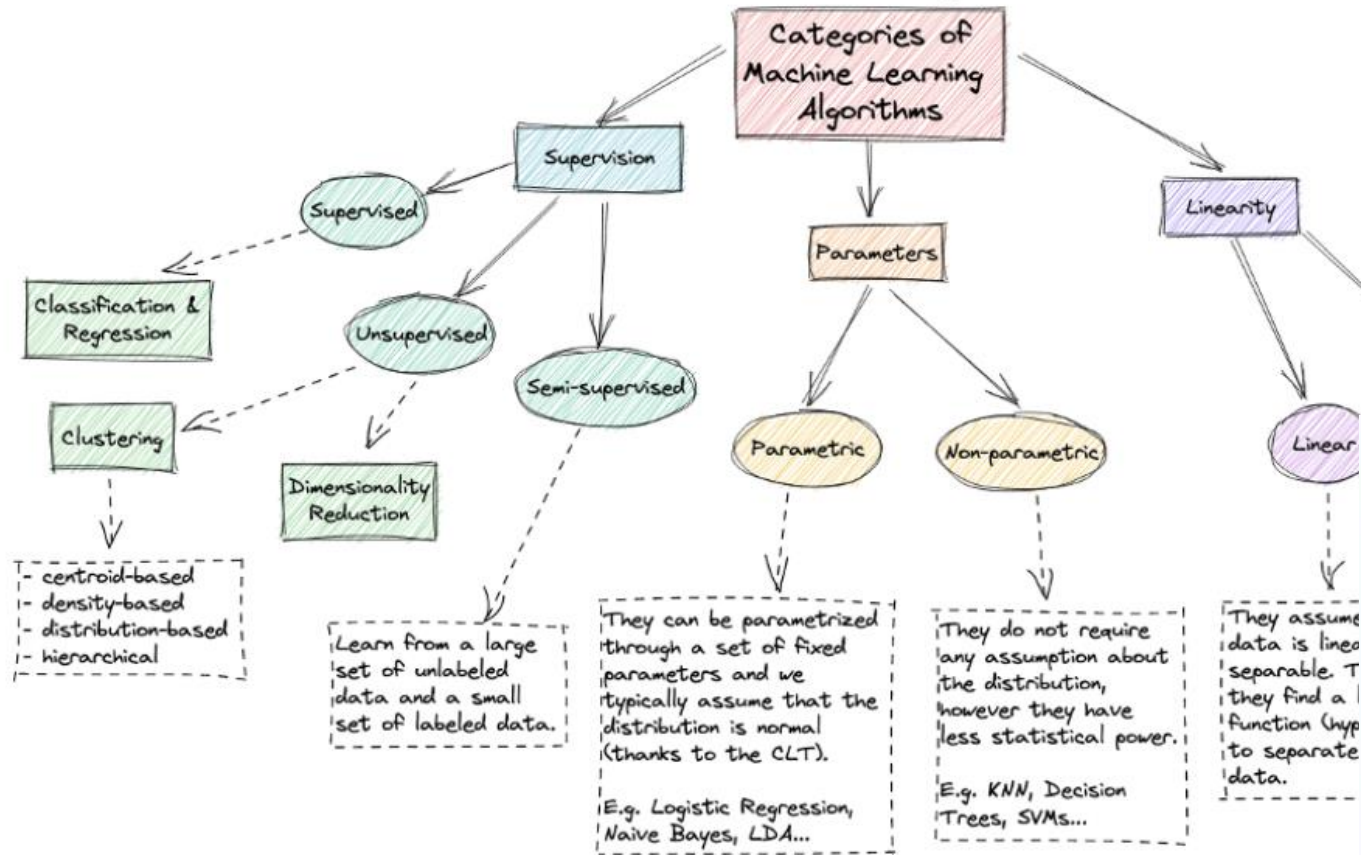 Categories of
Machine Learning
Algorithms
Supervision
Supervised
Classification &
Regression
Unsupervised
Clustering
- centroid-based
- density-based
- distribution-based
- hierarchical
Dimensionality
Reduction
Semi-supervised
Learn from a large
set of unlabeled
data and a small
set of labeled data.
Parameters
Parametric
They can be parametrized
through a set of fixed
parameters and we
typically assume that the
distribution is normal
(thanks to the CLT).
E.g. Logistic Regression,
Naive Bayes, LDA...
Non-parametric
They do not require
any assumption about
the distribution,
however they have
less statistical power.
E.g. KNN, Decision
Trees, SVMs...
Linearity
Linear
They assume
data is
separable.
they find a
function
to separate
data.